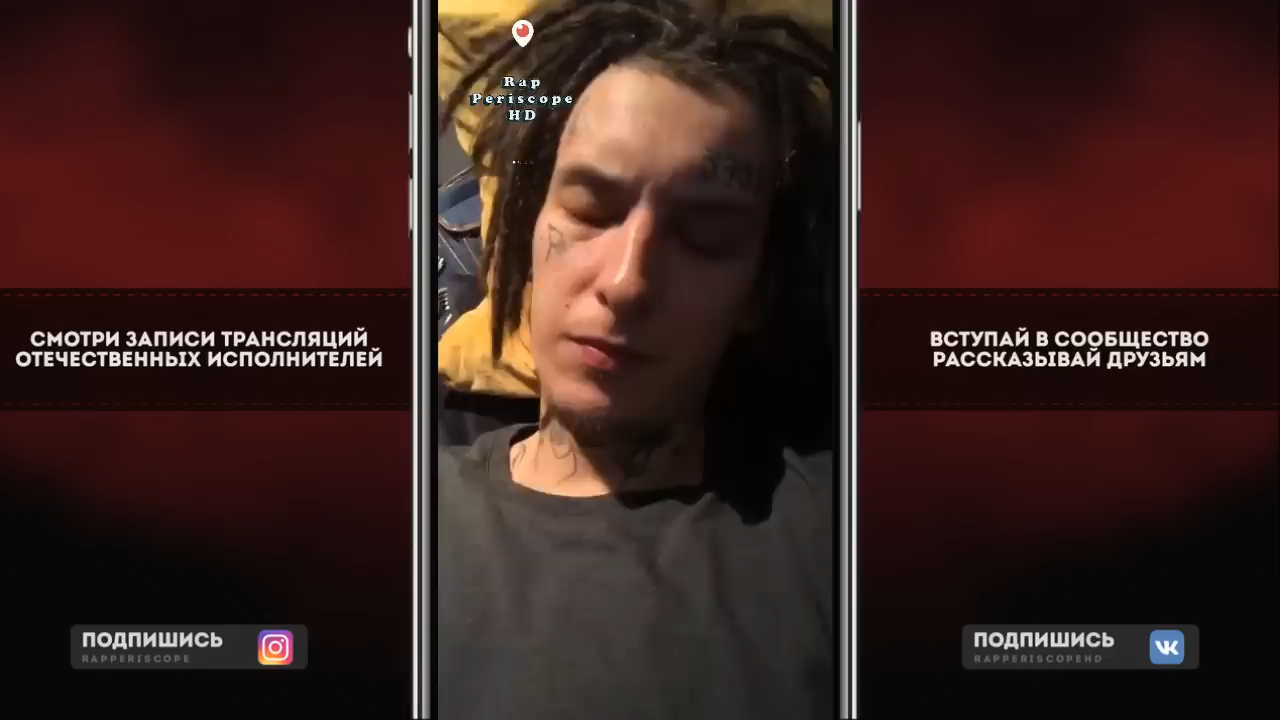 Rap
Periscope
HD
СМОТРИ ЗАПИСИ ТРАНСЛЯЦИЙ
ОТЕЧЕСТВЕННЫХ ИСПОЛНИТЕЛЕЙ
ВСТУПАЙ В СООБЩЕСТВО
РАССКАЗЫВАЙ ДРУЗЬЯМ
ПОДПИШИСЬ
RAPPERISCOPE
ПОДПИШИСЬ
RAPPERISCOPEHD